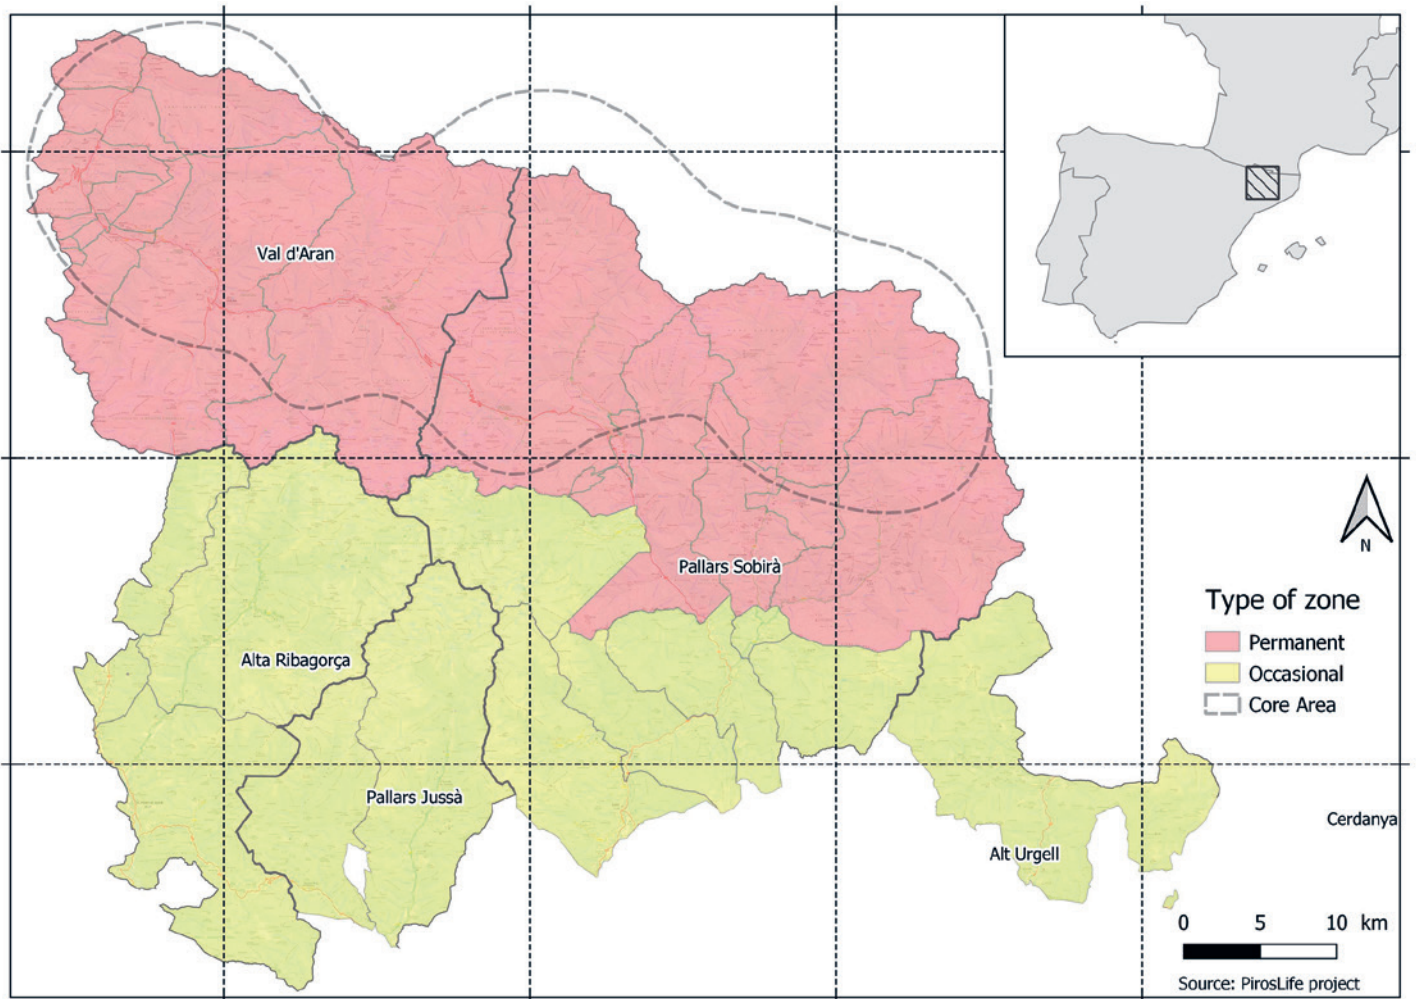 Val d'Aran
Pallars Sobirà
Alta Ribagorça
Pallars Jussà
Alt Urgell
Cerdanya
N
Type of zone
Permanent
Occasional
Core Area
0 5 10 km
Source: PirosLife project